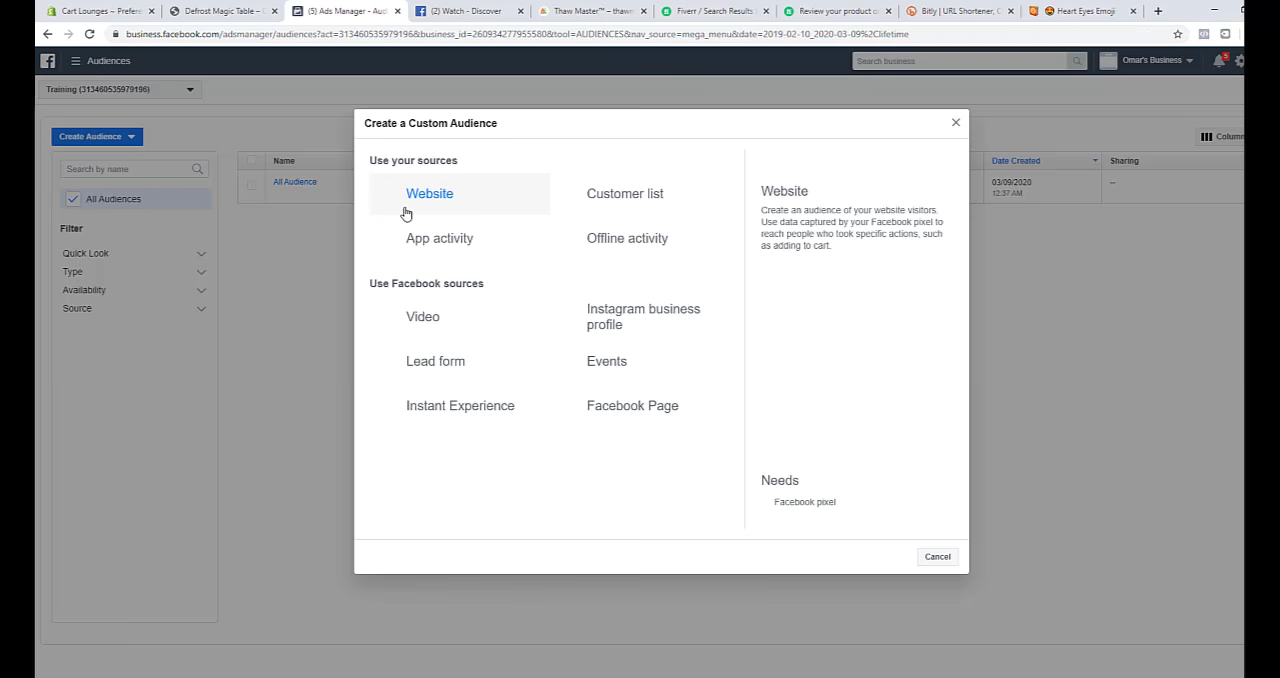 Cart Lounges ~ Prefere
Defrost Magic Table – C
(5) Ads Manager - Audi
(2) Watch - Discover
Thaw Master™ – thawm
Fiverr / Search Results
Review your product or
Bitly | URL Shortener, C
Heart Eyes Emoji
business.facebook.com/adsmanager/audiences?act=313460535979196&business_id=260934277955580&tool=AUDIENCES&nav_source=mega_menu&date=2019-02-10_2020-03-09%2Clifetime
Audiences
Search business
Omar's Business
5
Training (313460535979196)
Create Audience
Search by name
All Audiences
Filter
Quick Look
Type
Availability
Source
Name
All Audience
Column
Date Created
Sharing
03/09/2020
12:37 AM
--
Create a Custom Audience
Use your sources
Website
Customer list
App activity
Offline activity
Use Facebook sources
Video
Instagram business
profile
Lead form
Events
Instant Experience
Facebook Page
Website
Create an audience of your website visitors.
Use data captured by your Facebook pixel to
reach people who took specific actions, such
as adding to cart.
Needs
Facebook pixel
Cancel